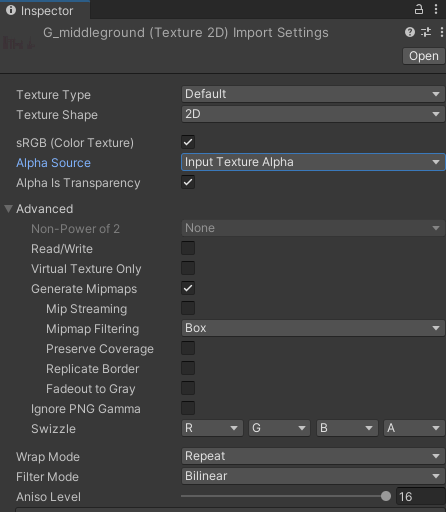 Inspector
G_middleground (Texture 2D) Import Settings
Open
Texture Type Default
Texture Shape 2D
sRGB (Color Texture)
Alpha Source Input Texture Alpha
Alpha Is Transparency
Advanced
Non-Power of 2 None
Read/Write
Virtual Texture Only
Generate Mipmaps
Mip Streaming
Mipmap Filtering Box
Preserve Coverage
Replicate Border
Fadeout to Gray
Ignore PNG Gamma
Swizzle R G B A
Wrap Mode Repeat
Filter Mode Bilinear
Aniso Level 16